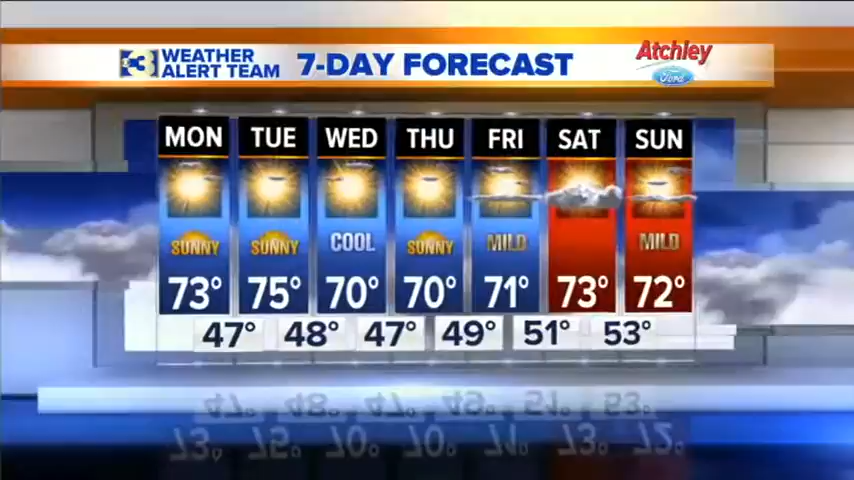 3 WEATHER ALERT TEAM
7-DAY FORECAST
Atchley
Ford
MON TUE WED THU FRI SAT SUN
SUNNY SUNNY COOL SUNNY MILD MILD
73° 75° 70° 70° 71° 73° 72°
47° 48° 47° 49° 51° 53°